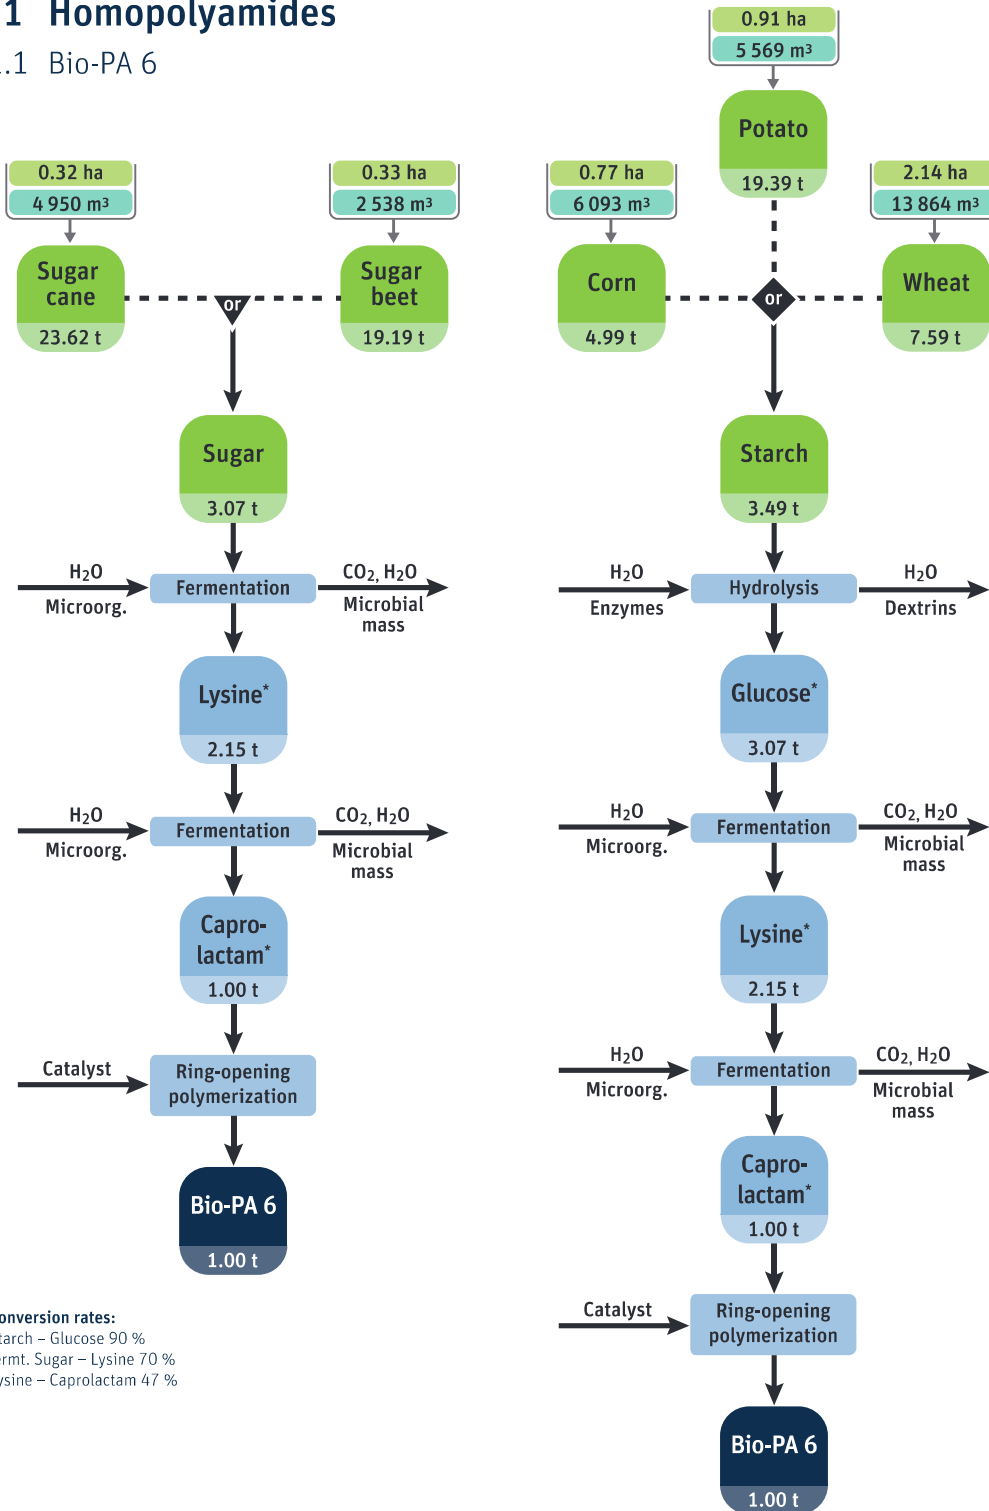 1 Homopolyamides
.1 Bio-PA 6
0.32 ha
4 950 m3
Sugar
cane
23.62 t
or
0.33 ha
2 538 m3
Sugar
beet
19.19 t
Sugar
3.07 t
H2O
Microorg.
Fermentation
CO2, H2O
Microbial
mass
Lysine*
2.15 t
H2O
Microorg.
Fermentation
CO2, H2O
Microbial
mass
Capro-
lactam*
1.00 t
Catalyst
Ring-opening
polymerization
Bio-PA 6
1.00 t
onversion rates:
tarch – Glucose 90 %
ermt. Sugar – Lysine 70 %
ysine – Caprolactam 47 %
0.91 ha
5 569 m3
Potato
19.39 t
0.77 ha
6 093 m3
Corn
4.99 t
or
2.14 ha
13 864 m3
Wheat
7.59 t
Starch
3.49 t
H2O
Enzymes
Hydrolysis
H2O
Dextrins
Glucose*
3.07 t
H2O
Microorg.
Fermentation
CO2, H2O
Microbial
mass
Lysine*
2.15 t
H2O
Microorg.
Fermentation
CO2, H2O
Microbial
mass
Capro-
lactam*
1.00 t
Catalyst
Ring-opening
polymerization
Bio-PA 6
1.00 t